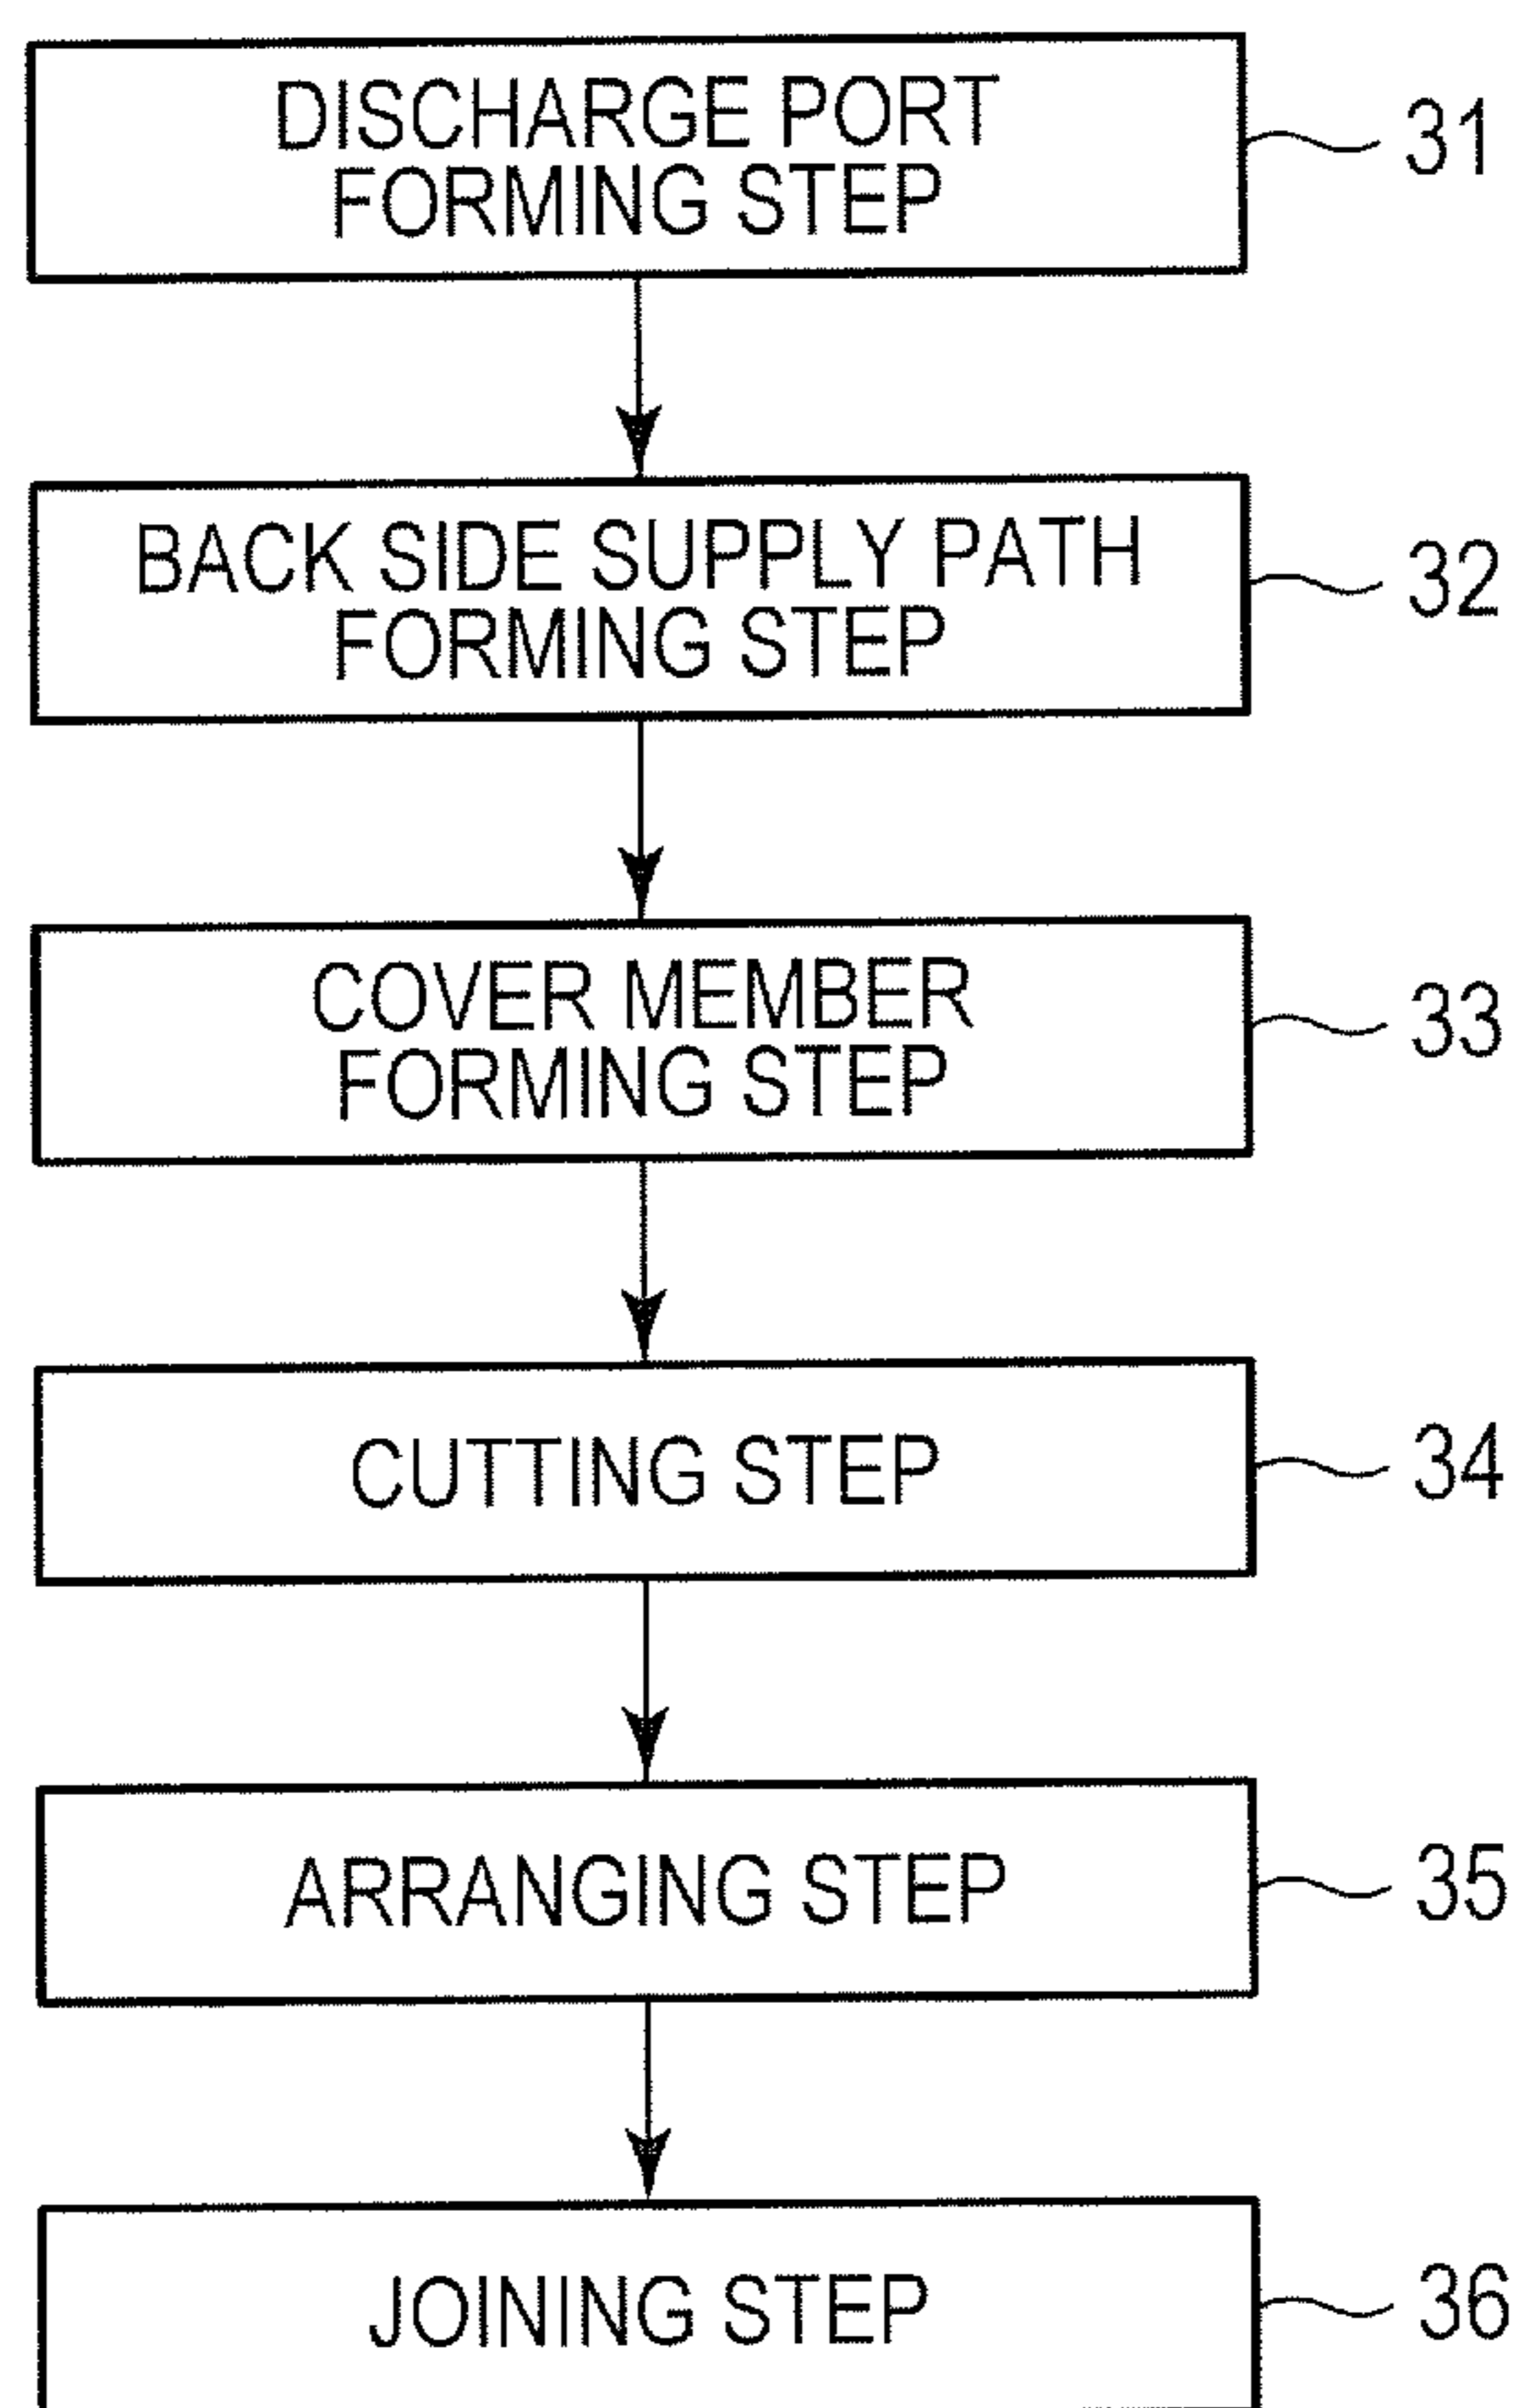 DISCHARGE PORT
FORMING STEP
31
BACK SIDE SUPPLY PATH
FORMING STEP
32
COVER MEMBER
FORMING STEP
33
CUTTING STEP
34
ARRANGING STEP
35
JOINING STEP
36